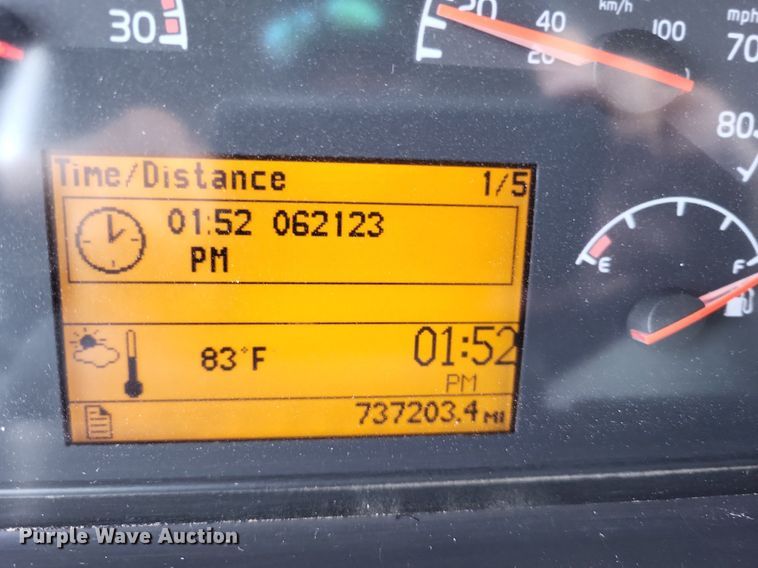 30
20 40 km/h 100 mph 70
20
80
Time/Distance 1/5
01:52 062123
PM
E F
83°F 01:52
PM
737203.4 MI
Purple Wave Auction